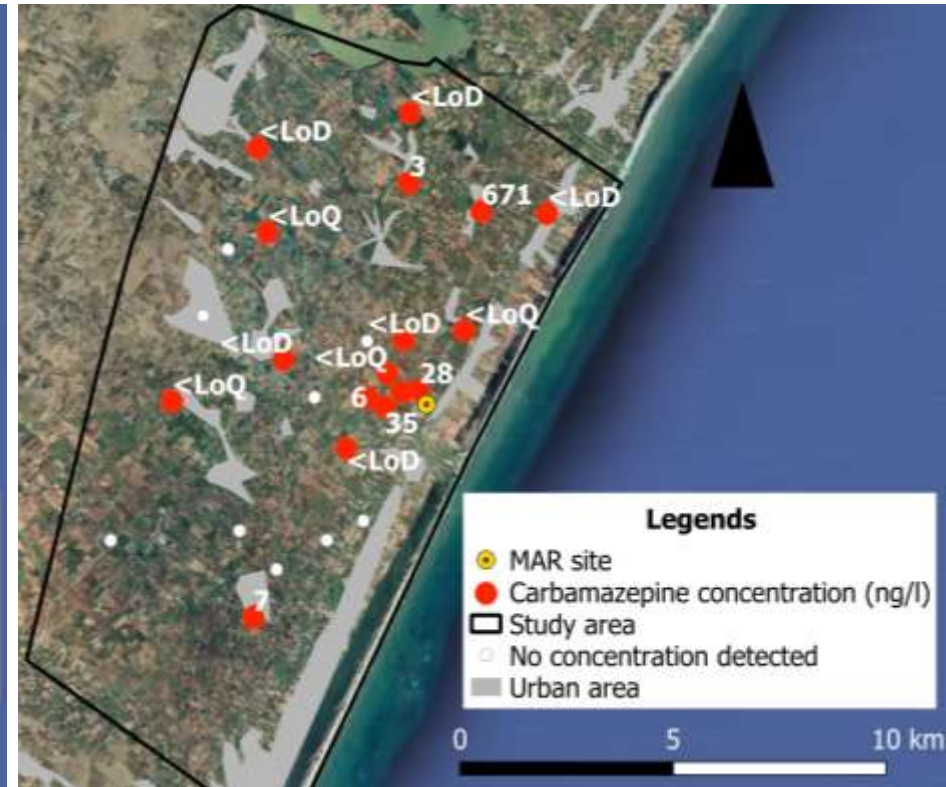 <LoD
<LoD
3
671
<LoD
<LoQ
<LoQ
<LoD
<LoD
<LoQ
28
<LoQ
6
35
<LoD
7
Legends
MAR site
Carbamazepine concentration (ng/l)
Study area
No concentration detected
Urban area
0 5 10 km